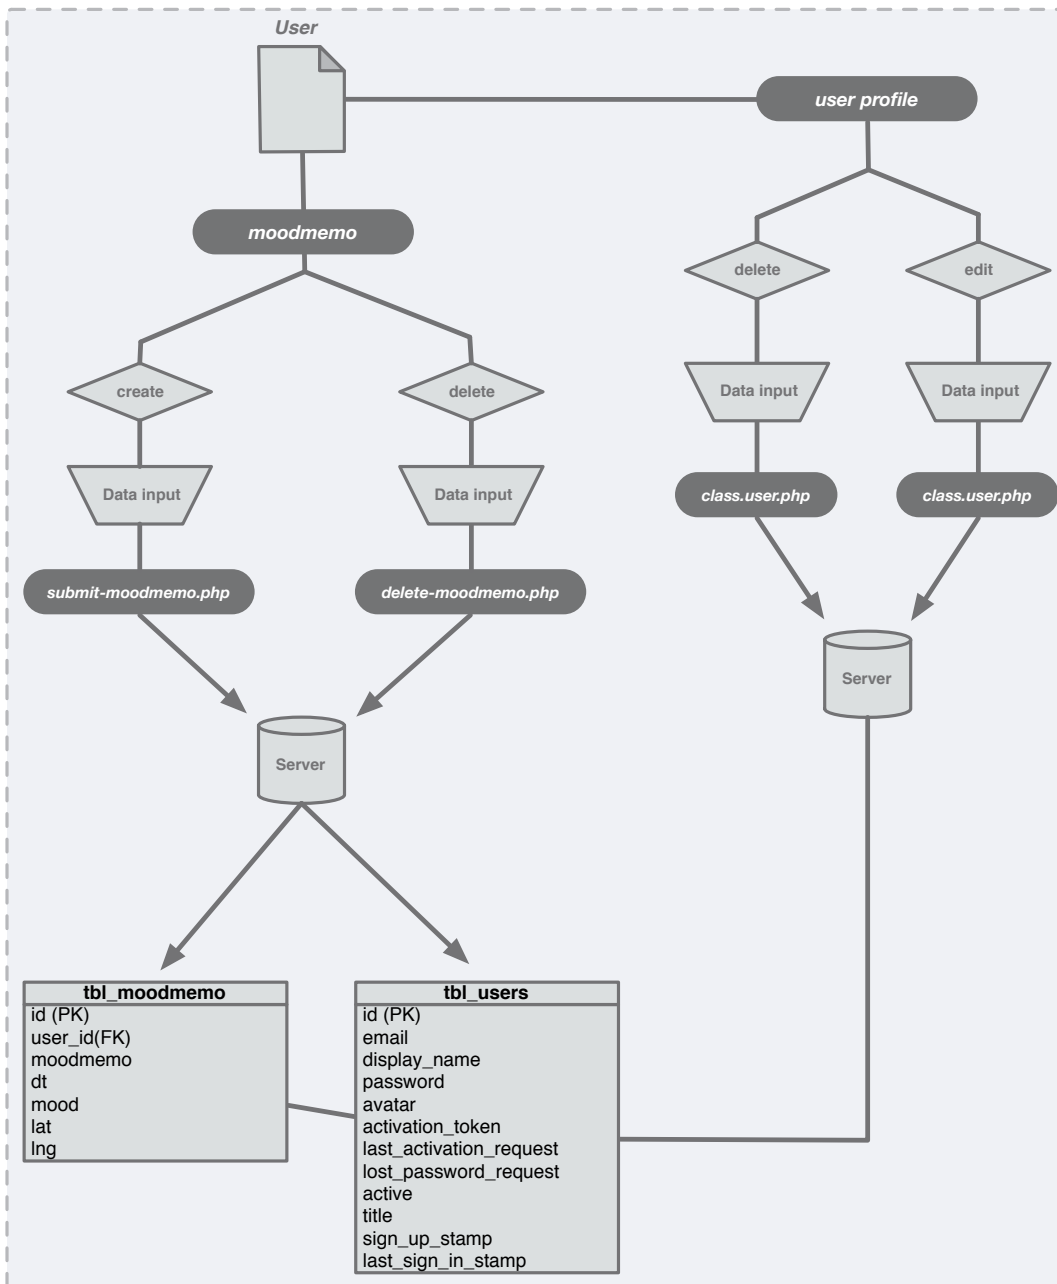 User
user profile
moodmemo
delete
edit
create
delete
Data input
Data input
Data input
Data input
class.user.php
class.user.php
submit-moodmemo.php
delete-moodmemo.php
Server
Server
tbl_moodmemo
id (PK)
user_id(FK)
moodmemo
dt
mood
lat
lng
tbl_users
id (PK)
email
display_name
password
avatar
activation_token
last_activation_request
lost_password_request
active
title
sign_up_stamp
last_sign_in_stamp